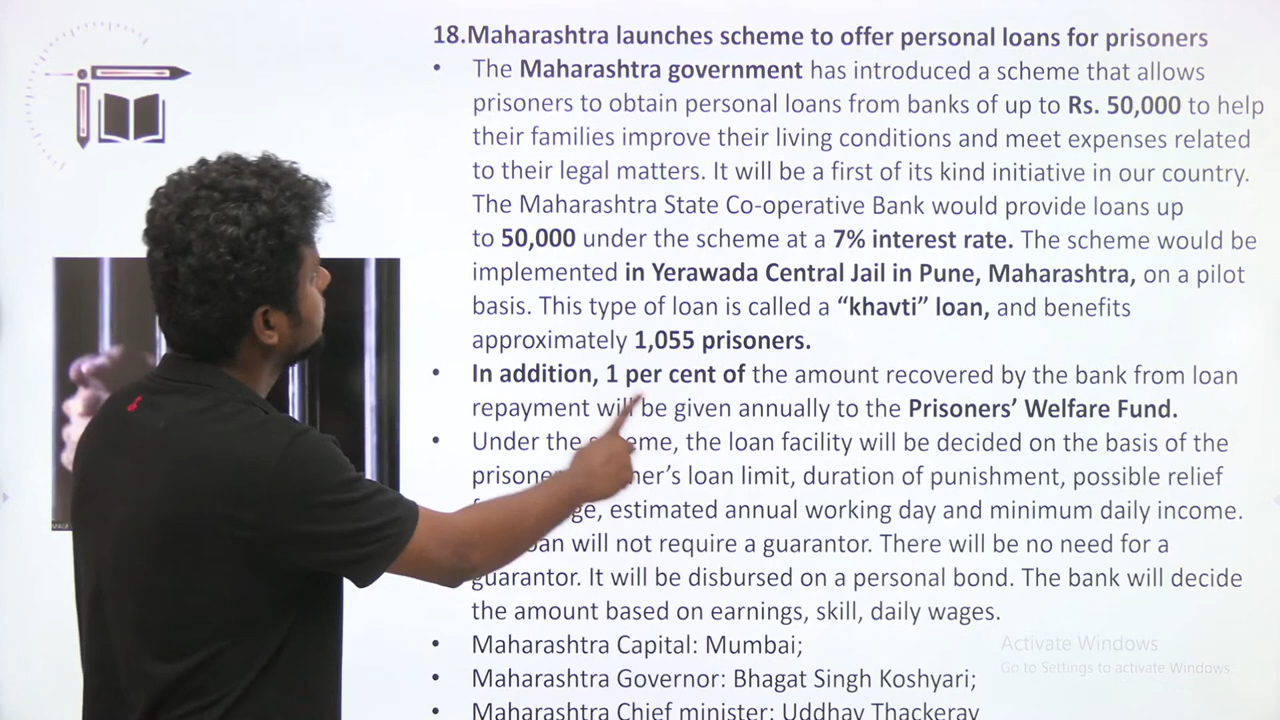 18.Maharashtra launches scheme to offer personal loans for prisoners
• The Maharashtra government has introduced a scheme that allows
prisoners to obtain personal loans from banks of up to Rs. 50,000 to help
their families improve their living conditions and meet expenses related
to their legal matters. It will be a first of its kind initiative in our country.
The Maharashtra State Co-operative Bank would provide loans up
to 50,000 under the scheme at a 7% interest rate. The scheme would be
implemented in Yerawada Central Jail in Pune, Maharashtra, on a pilot
basis. This type of loan is called a “khavti” loan, and benefits
approximately 1,055 prisoners.
• In addition, 1 per cent of the amount recovered by the bank from loan
repayment will be given annually to the Prisoners’ Welfare Fund.
• Under the scheme, the loan facility will be decided on the basis of the
loan limit, duration of punishment, possible relief
estimated annual working day and minimum daily income.
will not require a guarantor. There will be no need for a
guarantor. It will be disbursed on a personal bond. The bank will decide
the amount based on earnings, skill, daily wages.
• Maharashtra Capital: Mumbai;
• Maharashtra Governor: Bhagat Singh Koshyari;
• Maharashtra Chief minister: Uddhav Thackeray
Activate Windows
Go to Settings to activate Windows.